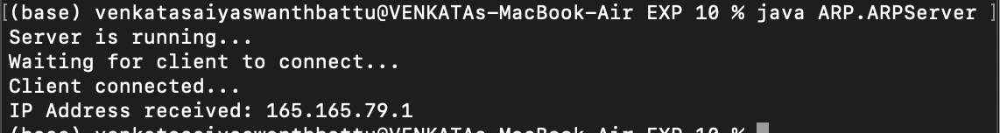 [(base) venkatasaiyaswanthbattu@VENKATAs-MacBook-Air EXP 10 % java ARP.ARPServer ]
Server is running...
Waiting for client to connect...
Client connected...
IP Address received: 165.165.79.1
(base) venkatasaiyaswanthbattu@VENKATAs-MacBook-Air EXP 10 %